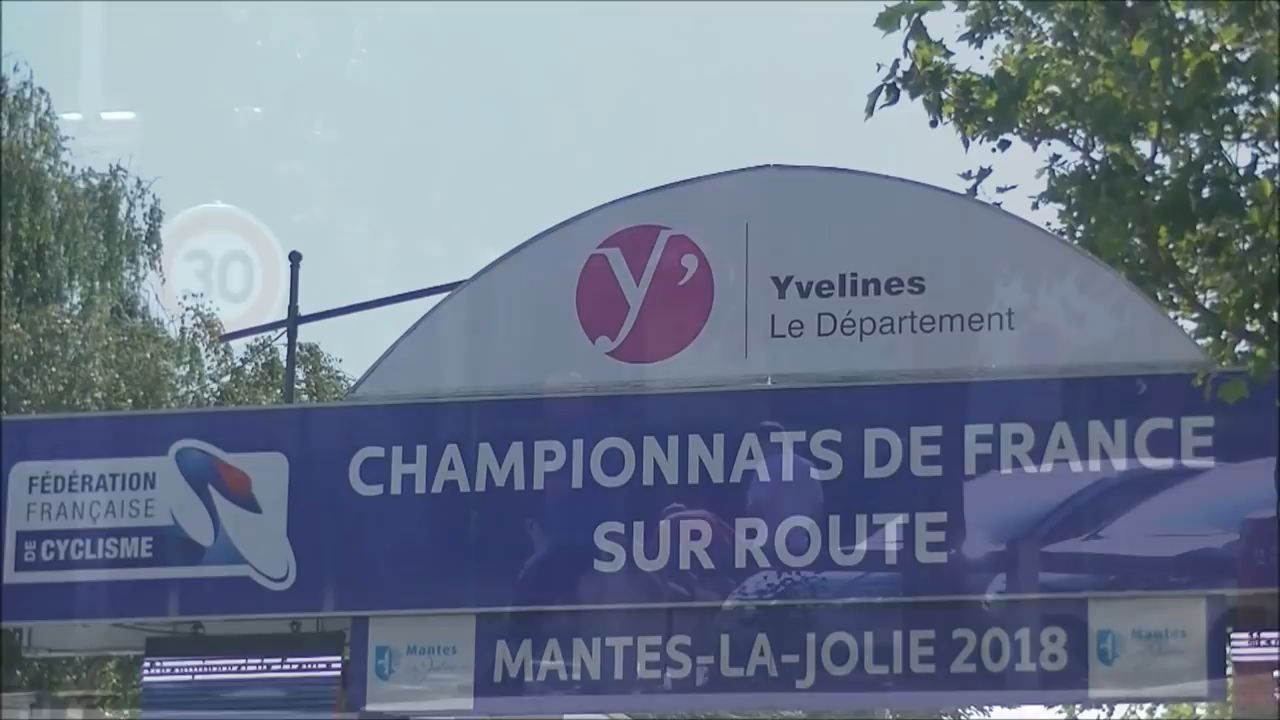 30
y'
Yvelines
Le Département
FÉDÉRATION
FRANÇAISE
DE CYCLISME
CHAMPIONNATS DE FRANCE
SUR ROUTE
MANTES-LA-JOLIE 2018
Mantes
Mantes